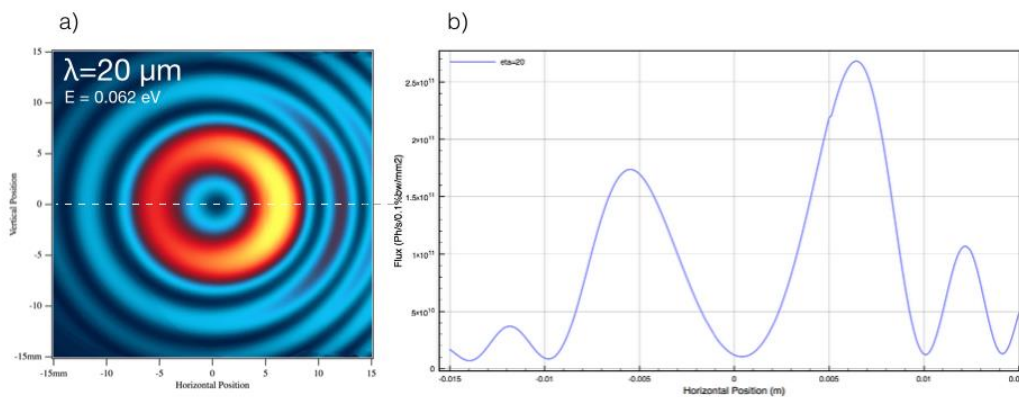 a)
b)
λ=20 µm
E = 0.062 eV
15
10
5
0
-5
-10
-15mm
Vertical Position
-15mm
-10
-5
0
5
10
15
Horizontal Position
eta=20
2.5×10¹¹
2×10¹¹
1.5×10¹¹
1×10¹¹
5×10¹⁰
0
Flux (Ph/s/0.1%bw/mm2)
-0.015
-0.01
-0.005
0
0.005
0.01
Horizontal Position (m)